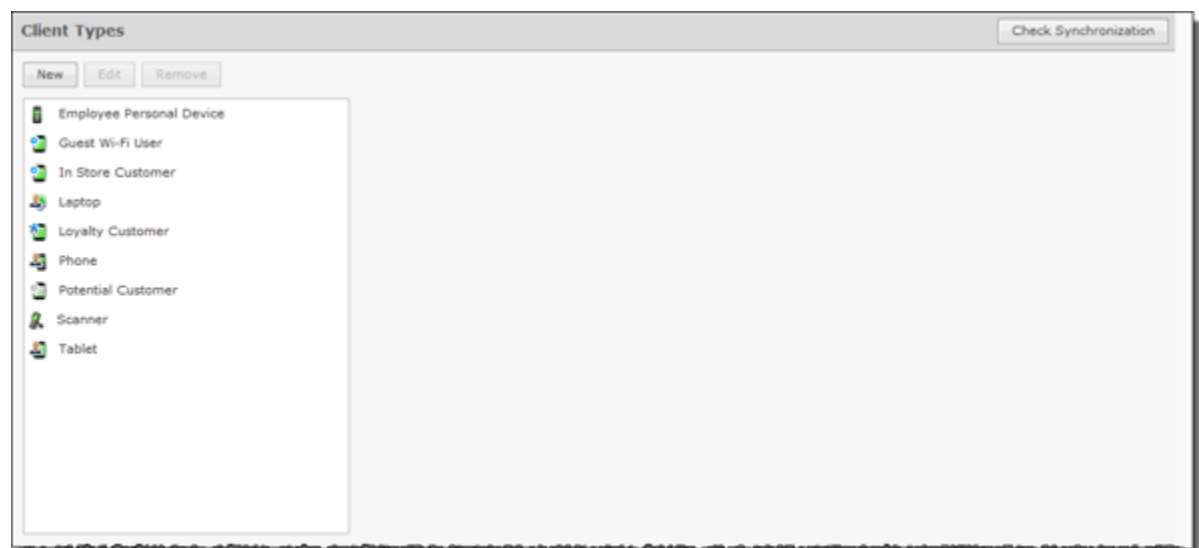 Client Types
Check Synchronization
New Edit Remove
Employee Personal Device
Guest Wi-Fi User
In Store Customer
Laptop
Loyalty Customer
Phone
Potential Customer
Scanner
Tablet